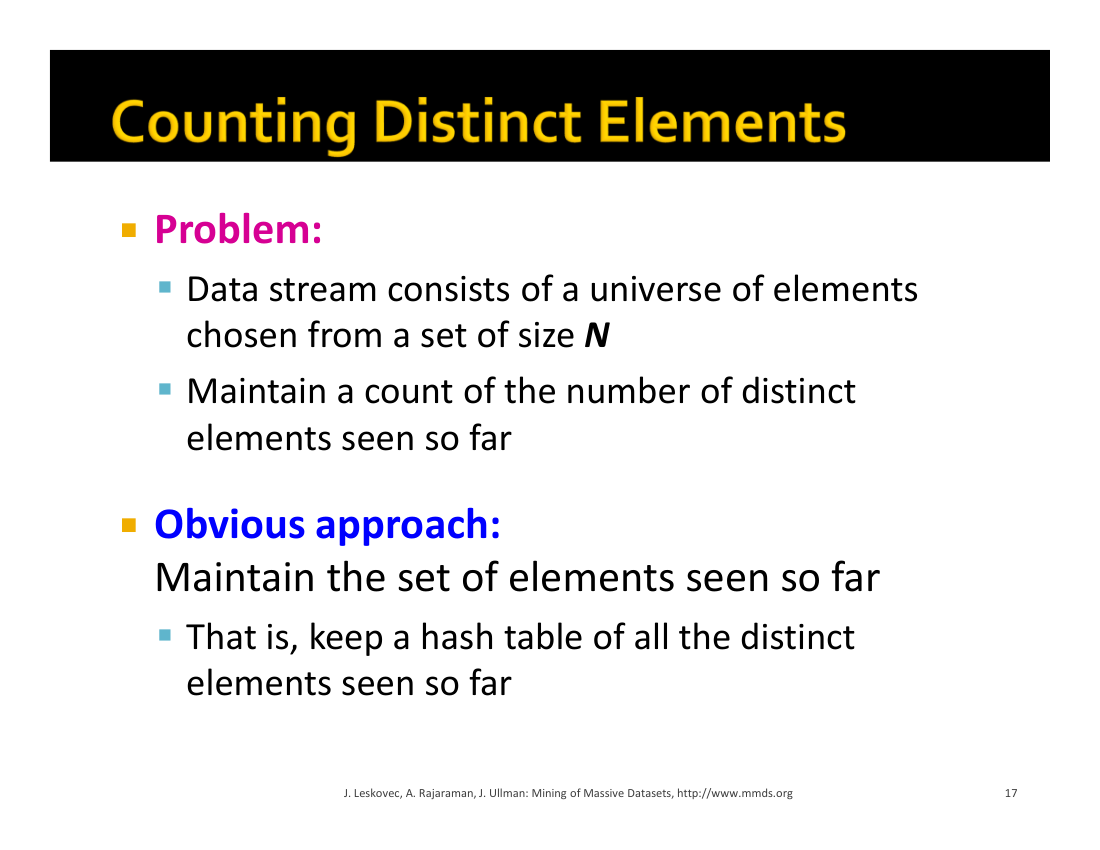 Counting Distinct Elements
Problem:
Data stream consists of a universe of elements
chosen from a set of size N
Maintain a count of the number of distinct
elements seen so far
Obvious approach:
Maintain the set of elements seen so far
That is, keep a hash table of all the distinct
elements seen so far
J. Leskovec, A. Rajaraman, J. Ullman: Mining of Massive Datasets, http://www.mmds.org
17